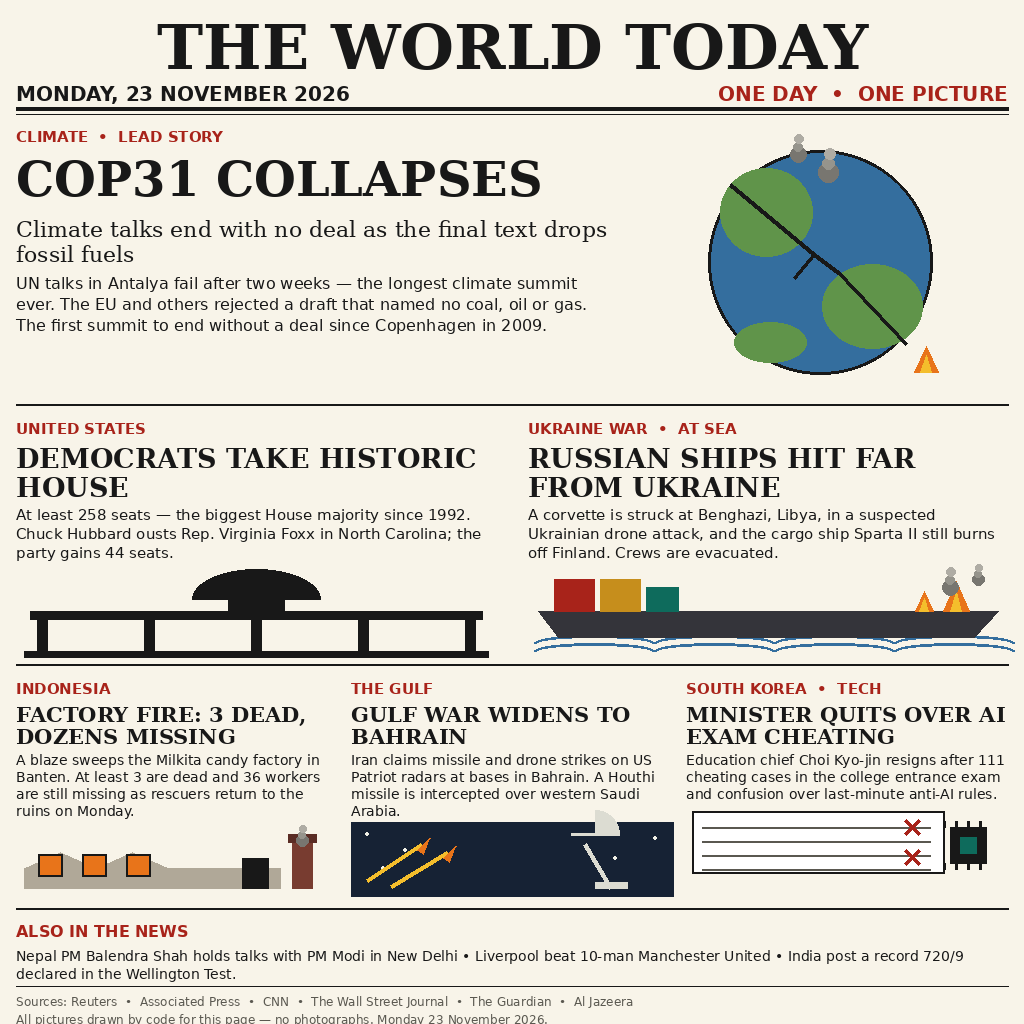 THE WORLD TODAY
MONDAY, 23 NOVEMBER 2026
ONE DAY • ONE PICTURE
CLIMATE • LEAD STORY
COP31 COLLAPSES
Climate talks end with no deal as the final text drops
fossil fuels
UN talks in Antalya fail after two weeks — the longest climate summit
ever. The EU and others rejected a draft that named no coal, oil or gas.
The first summit to end without a deal since Copenhagen in 2009.
UNITED STATES
DEMOCRATS TAKE HISTORIC
HOUSE
At least 258 seats — the biggest House majority since 1992.
Chuck Hubbard ousts Rep. Virginia Foxx in North Carolina; the
party gains 44 seats.
UKRAINE WAR • AT SEA
RUSSIAN SHIPS HIT FAR
FROM UKRAINE
A corvette is struck at Benghazi, Libya, in a suspected
Ukrainian drone attack, and the cargo ship Sparta II still burns
off Finland. Crews are evacuated.
INDONESIA
FACTORY FIRE: 3 DEAD,
DOZENS MISSING
A blaze sweeps the Milkita candy factory in
Banten. At least 3 are dead and 36 workers
are still missing as rescuers return to the
ruins on Monday.
THE GULF
GULF WAR WIDENS TO
BAHRAIN
Iran claims missile and drone strikes on US
Patriot radars at bases in Bahrain. A Houthi
missile is intercepted over western Saudi
Arabia.
SOUTH KOREA • TECH
MINISTER QUITS OVER AI
EXAM CHEATING
Education chief Choi Kyo-jin resigns after 111
cheating cases in the college entrance exam
and confusion over last-minute anti-AI rules.
ALSO IN THE NEWS
Nepal PM Balendra Shah holds talks with PM Modi in New Delhi • Liverpool beat 10-man Manchester United • India post a record 720/9
declared in the Wellington Test.
Sources: Reuters • Associated Press • CNN • The Wall Street Journal • The Guardian • Al Jazeera
All pictures drawn by code for this page — no photographs. Monday 23 November 2026.